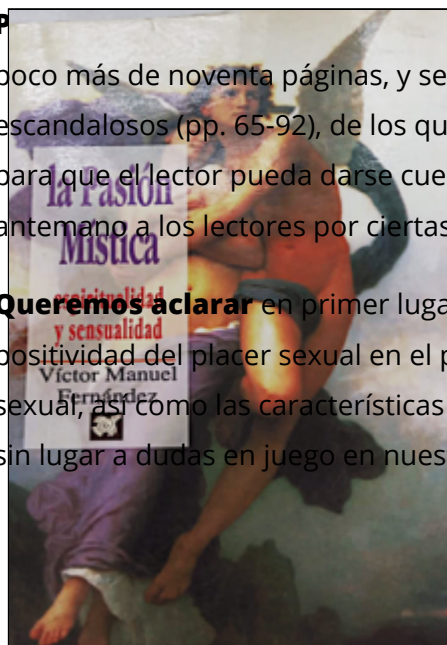 P
poco más de noventa páginas, y se
escandalosos (pp. 65-92), de los qu
para que el lector pueda darse cue
antemano a los lectores por ciertas
Queremos aclarar en primer luga
positividad del placer sexual en el p
sexual, así como las características
sin lugar a dudas en juego en nues
la Pasión
Mística
espiritualidad
y sensualidad
Víctor Manuel
Fernández